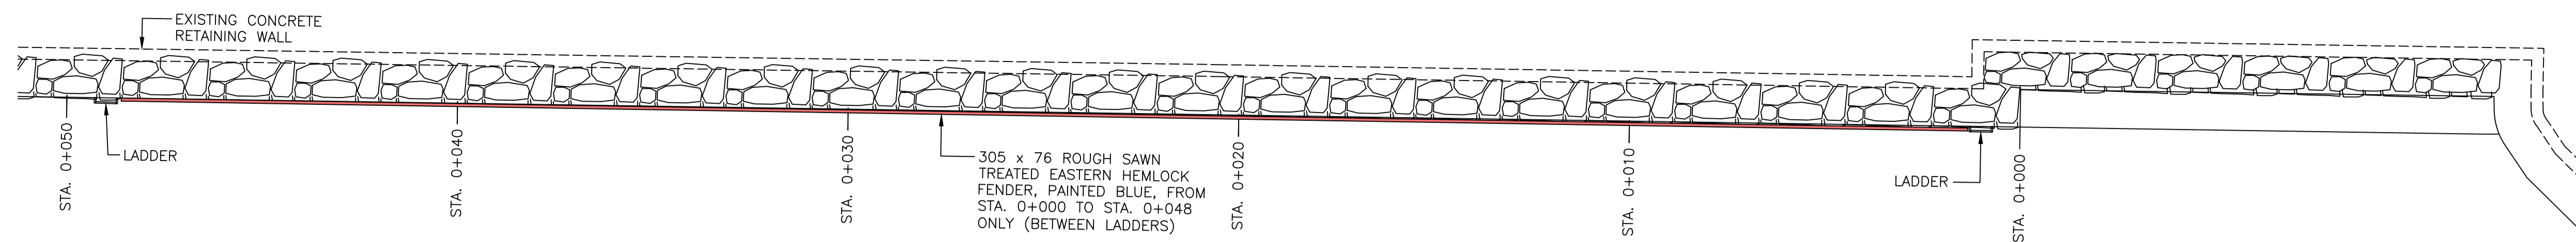 EXISTING CONCRETE
RETAINING WALL
STA. 0+050
LADDER
STA. 0+040
STA. 0+030
305 x 76 ROUGH SAWN
TREATED EASTERN HEMLOCK
FENDER, PAINTED BLUE, FROM
STA. 0+000 TO STA. 0+048
ONLY (BETWEEN LADDERS)
STA. 0+020
STA. 0+010
LADDER
STA. 0+000